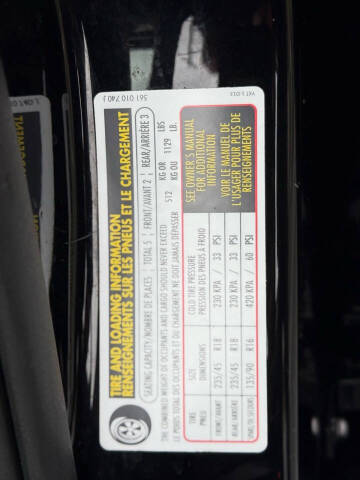 561 010 740 J
TIRE AND LOADING INFORMATION
RENSEIGNEMENTS SUR LES PNEUS ET LE CHARGEMENT
SEATING CAPACITY/NOMBRE DE PLACES | TOTAL 5 | FRONT/AVANT 2 | REAR/ARRIÈRE 3
THE COMBINED WEIGHT OF OCCUPANTS AND CARGO SHOULD NEVER EXCEED 512 KG OR 1129 LBS
LE POIDS TOTAL DES OCCUPANTS ET DU CHARGEMENT NE DOIT JAMAIS DÉPASSER KG OU LB.
TIRE SIZE COLD TIRE PRESSURE
PNEU DIMENSIONS PRESSION DES PNEUS À FROID
FRONT/AVANT 235/45 R18 230 KPA / 33 PSI
REAR/ARRIÈRE 235/45 R18 230 KPA / 33 PSI
SPARE/DE SECOURS 135/90 R16 420 KPA / 60 PSI
SEE OWNER'S MANUAL
FOR ADDITIONAL
INFORMATION
VOIR LE MANUEL DE
L'USAGER POUR PLUS DE
RENSEIGNEMENTS